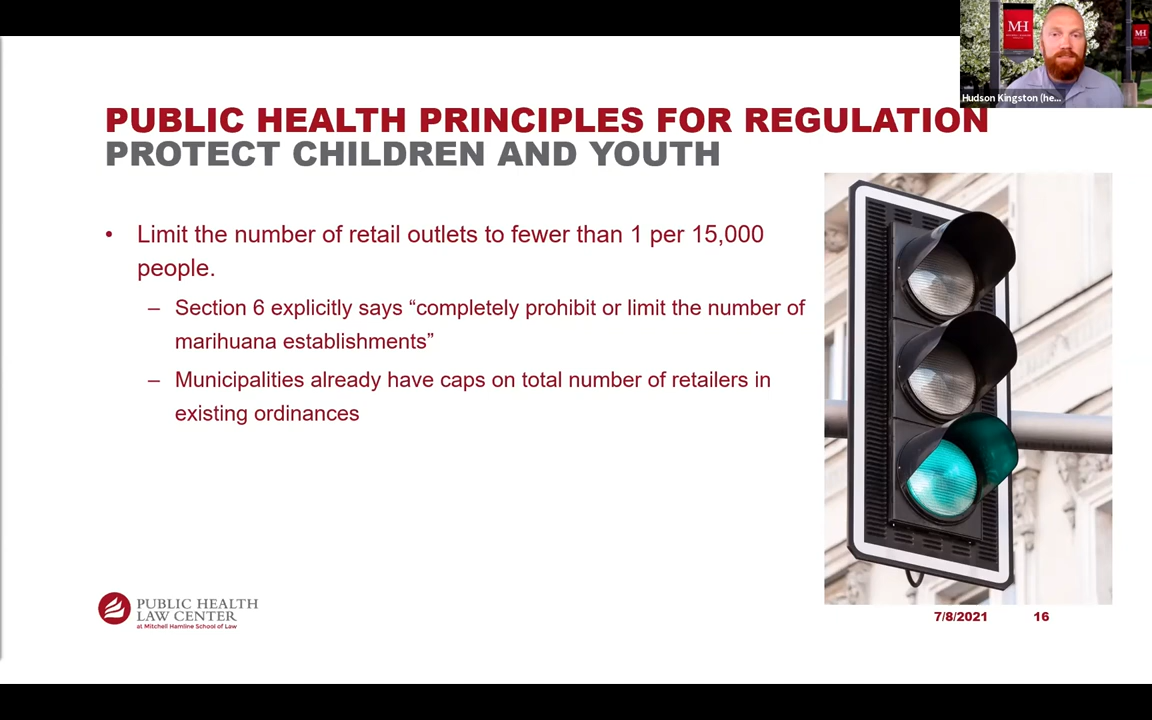 MH
MH
Hudson Kingston (he...
PUBLIC HEALTH PRINCIPLES FOR REGULATION
PROTECT CHILDREN AND YOUTH
• Limit the number of retail outlets to fewer than 1 per 15,000
people.
– Section 6 explicitly says “completely prohibit or limit the number of
marihuana establishments”
– Municipalities already have caps on total number of retailers in
existing ordinances
PUBLIC HEALTH
LAW CENTER
at Mitchell Hamline School of Law
7/8/2021 16